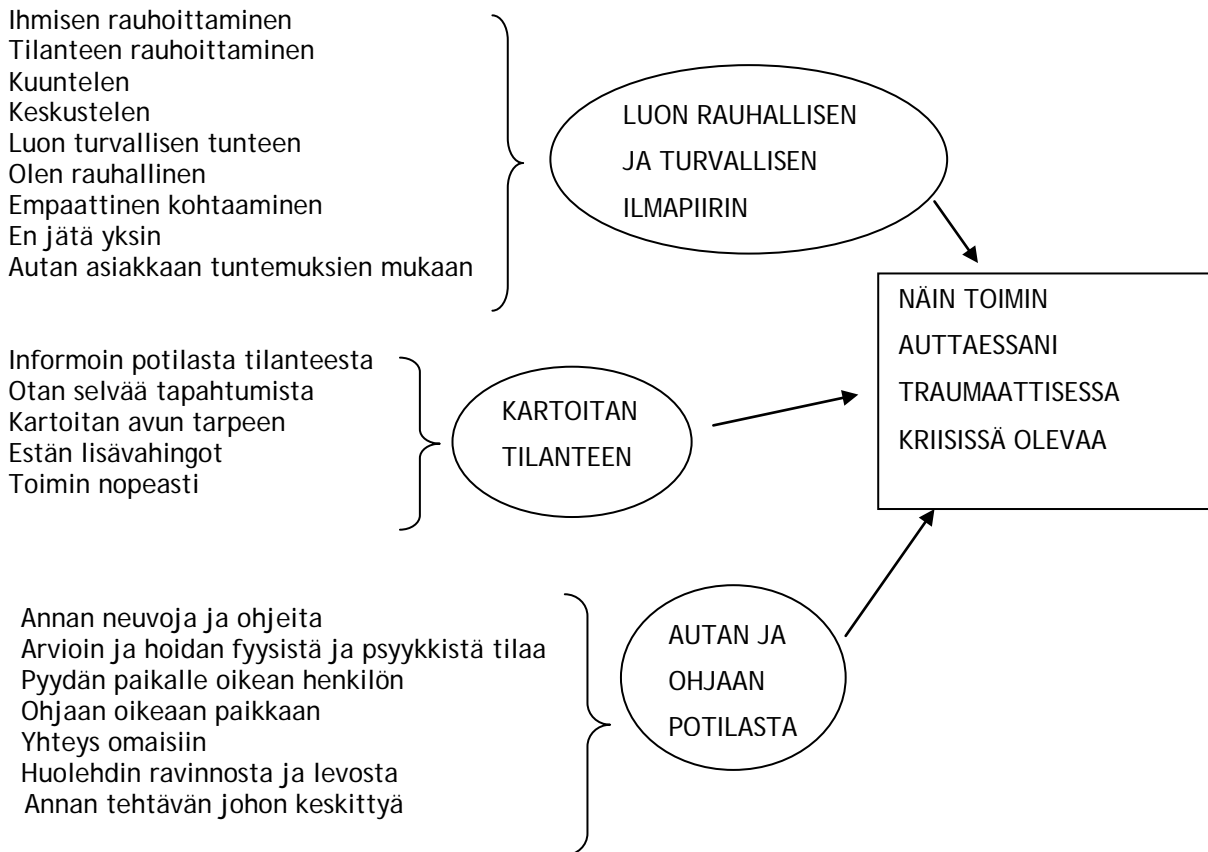 Ihmisen rauhoittaminen
Tilanteen rauhoittaminen
Kuuntelen
Keskustelen
Luon turvallisen tunteen
Olen rauhallinen
Empaattinen kohtaaminen
En jätä yksin
Autan asiakkaan tuntemuksien mukaan
LUON RAUHALLISEN
JA TURVALLISEN
ILMAPIIRIN
Informoin potilasta tilanteesta
Otan selvää tapahtumista
Kartoitan avun tarpeen
Estän lisävahingot
Toimin nopeasti
KARTOITAN
TILANTEEN
NÄIN TOIMIN
AUTTAESSANI
TRAUMAATTISESSA
KRIISISSÄ OLEVAA
Annan neuvoja ja ohjeita
Arvioin ja hoidan fyysistä ja psyykkistä tilaa
Pyydän paikalle oikean henkilön
Ohjaan oikeaan paikkaan
Yhteys omaisiin
Huolehdin ravinnosta ja levosta
Annan tehtävän johon keskittyä
AUTAN JA
OHJAAN
POTILASTA